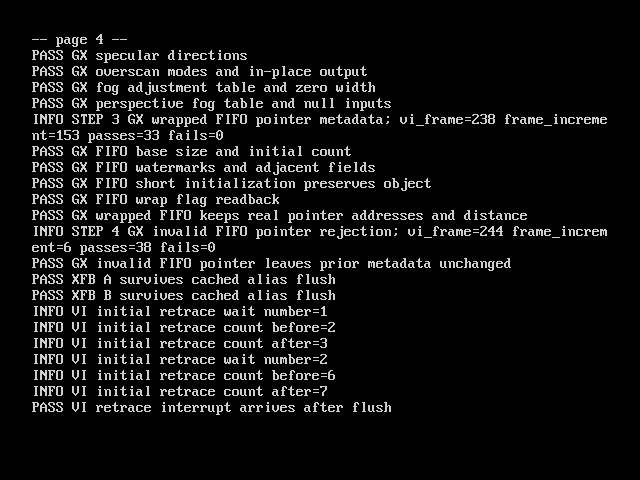 -- page 4 --
PASS GX specular directions
PASS GX overscan modes and in-place output
PASS GX fog adjustment table and zero width
PASS GX perspective fog table and null inputs
INFO STEP 3 GX wrapped FIFO pointer metadata; vi_frame=238 frame_increme
nt=153 passes=33 fails=0
PASS GX FIFO base size and initial count
PASS GX FIFO watermarks and adjacent fields
PASS GX FIFO short initialization preserves object
PASS GX FIFO wrap flag readback
PASS GX wrapped FIFO keeps real pointer addresses and distance
INFO STEP 4 GX invalid FIFO pointer rejection; vi_frame=244 frame_increm
ent=6 passes=38 fails=0
PASS GX invalid FIFO pointer leaves prior metadata unchanged
PASS XFB A survives cached alias flush
PASS XFB B survives cached alias flush
INFO VI initial retrace wait number=1
INFO VI initial retrace count before=2
INFO VI initial retrace count after=3
INFO VI initial retrace wait number=2
INFO VI initial retrace count before=6
INFO VI initial retrace count after=7
PASS VI retrace interrupt arrives after flush